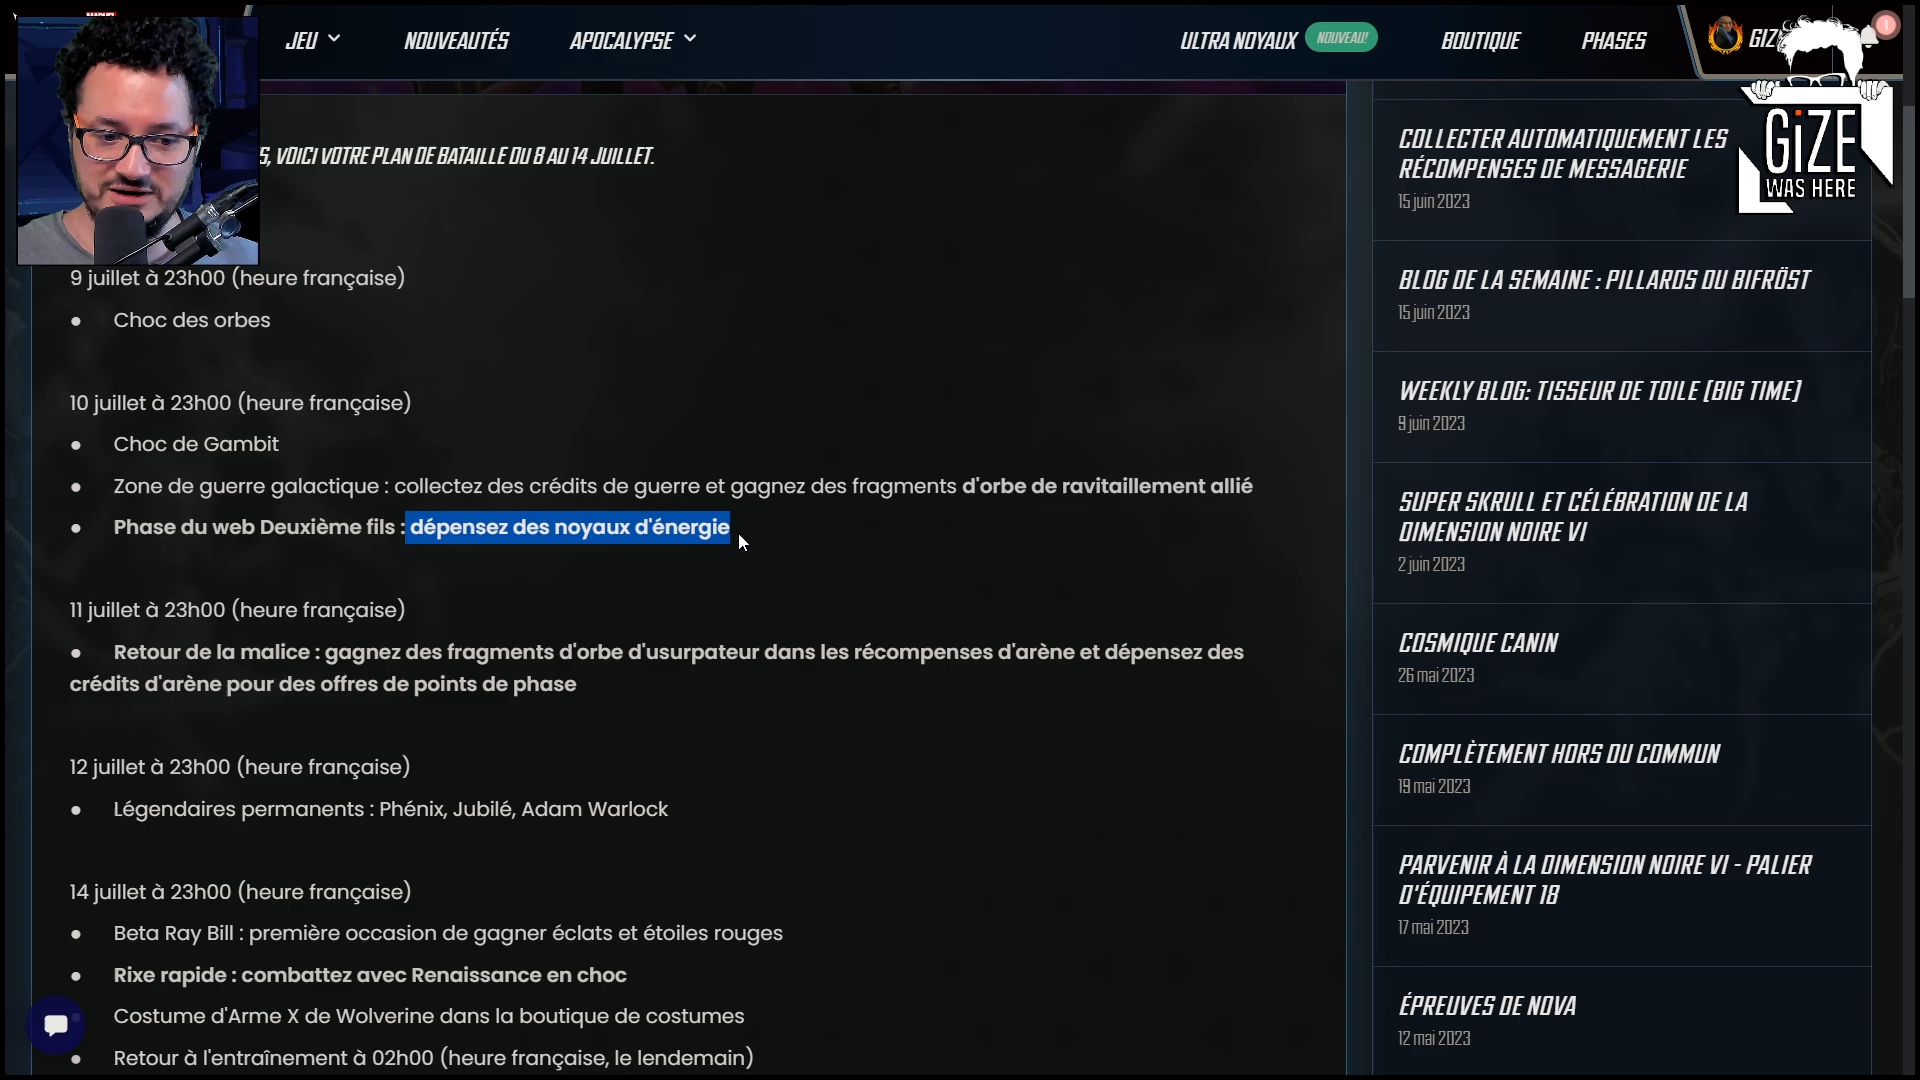 JEU
NOUVEAUTÉS
APOCALYPSE
ULTRA NOYAUX
NOUVEAU!
BOUTIQUE
PHASES
1
GiZE
WAS HERE
S, VOICI VOTRE PLAN DE BATAILLE DU 8 AU 14 JUILLET.
9 juillet à 23h00 (heure française)
● Choc des orbes
10 juillet à 23h00 (heure française)
● Choc de Gambit
● Zone de guerre galactique : collectez des crédits de guerre et gagnez des fragments d'orbe de ravitaillement allié
● Phase du web Deuxième fils : dépensez des noyaux d'énergie
11 juillet à 23h00 (heure française)
● Retour de la malice : gagnez des fragments d'orbe d'usurpateur dans les récompenses d'arène et dépensez des
crédits d'arène pour des offres de points de phase
12 juillet à 23h00 (heure française)
● Légendaires permanents : Phénix, Jubilé, Adam Warlock
14 juillet à 23h00 (heure française)
● Beta Ray Bill : première occasion de gagner éclats et étoiles rouges
● Rixe rapide : combattez avec Renaissance en choc
Costume d'Arme X de Wolverine dans la boutique de costumes
● Retour à l'entraînement à 02h00 (heure française, le lendemain)
COLLECTER AUTOMATIQUEMENT LES
RÉCOMPENSES DE MESSAGERIE
15 juin 2023
BLOG DE LA SEMAINE : PILLARDS DU BIFRÖST
15 juin 2023
WEEKLY BLOG: TISSEUR DE TOILE [BIG TIME]
9 juin 2023
SUPER SKRULL ET CÉLÉBRATION DE LA
DIMENSION NOIRE VI
2 juin 2023
COSMIQUE CANIN
26 mai 2023
COMPLÈTEMENT HORS DU COMMUN
19 mai 2023
PARVENIR À LA DIMENSION NOIRE VI - PALIER
D'ÉQUIPEMENT 18
17 mai 2023
ÉPREUVES DE NOVA
12 mai 2023